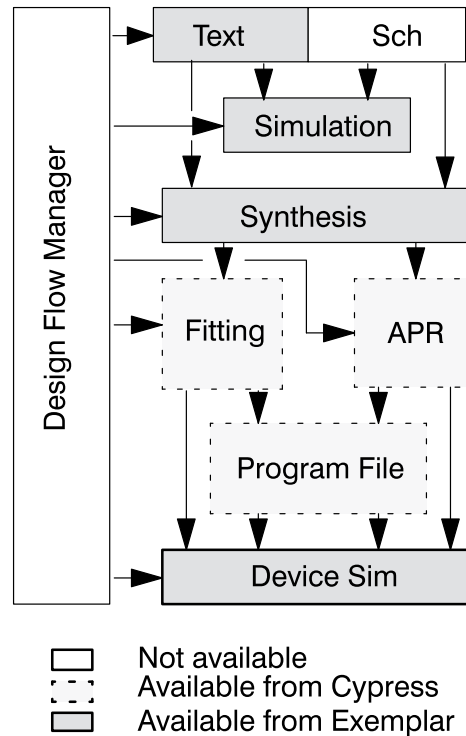 Design Flow Manager
Text
Sch
Simulation
Synthesis
Fitting
APR
Program File
Device Sim
Not available
Available from Cypress
Available from Exemplar